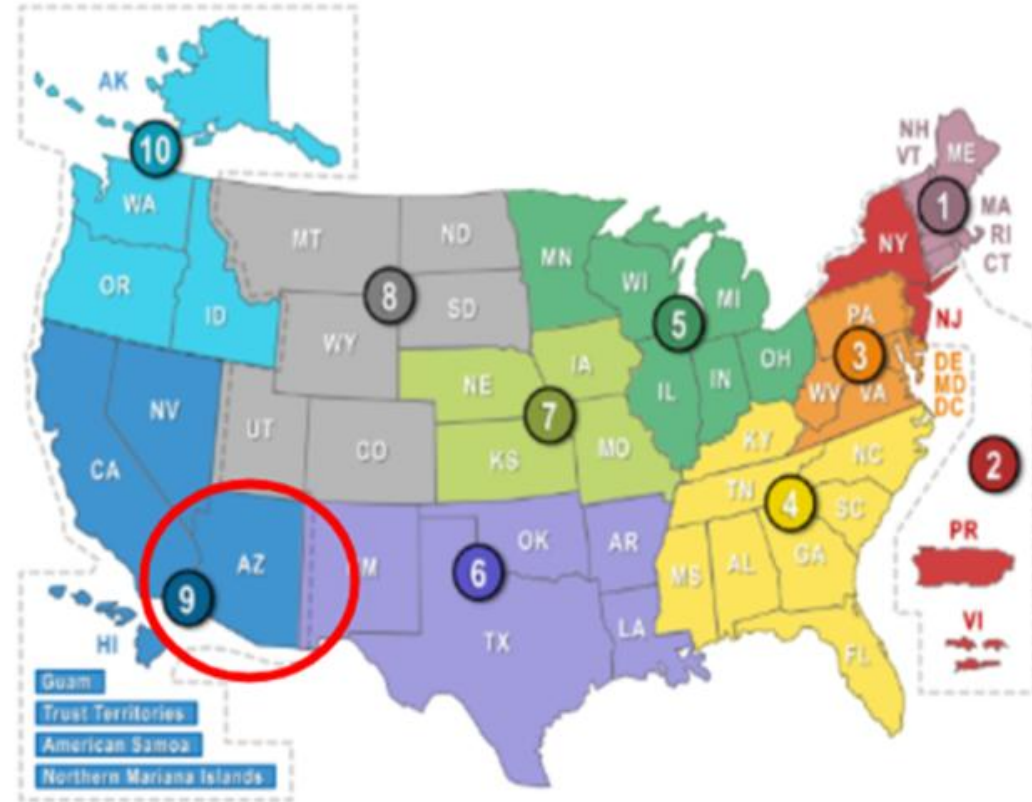 AK
10
NH
VT
ME
1
MA
RI
CT
WA
MT
ND
MN
NY
OR
ID
8
SD
WI
MI
5
PA
NJ
WY
3
DE
MD
DC
NE
IA
IL
IN
OH
WV
VA
NV
UT
CO
7
KS
MO
KY
NC
CA
2
TN
4
SC
AZ
9
6
OK
AR
MS
AL
GA
PR
HI
TX
LA
FL
VI
Guam
Trust Territories
American Samoa
Northern Mariana Islands